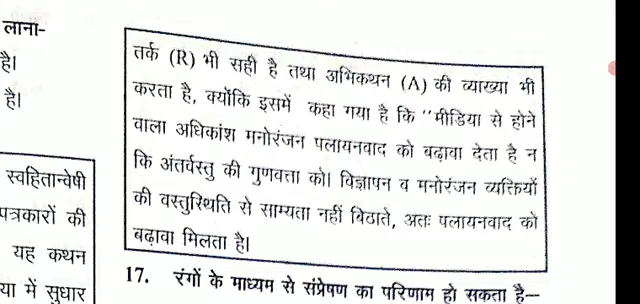 लाना-
है।
है।
स्वहितान्वेषी
पत्रकारों की
यह कथन
या में सुधार
तर्क (R) भी सही है तथा अभिकथन (A) की व्याख्या भी
करता है, क्योंकि इसमें कहा गया है कि "मीडिया से होने
वाला अधिकांश मनोरंजन पलायनवाद को बढ़ावा देता है न
कि अंतर्वस्तु की गुणवत्ता को। विज्ञापन व मनोरंजन व्यक्तियों
की वस्तुस्थिति से साम्यता नहीं बिठाते, अतः पलायनवाद को
बढ़ावा मिलता है।
17. रंगों के माध्यम से संप्रेषण का परिणाम हो सकता है–